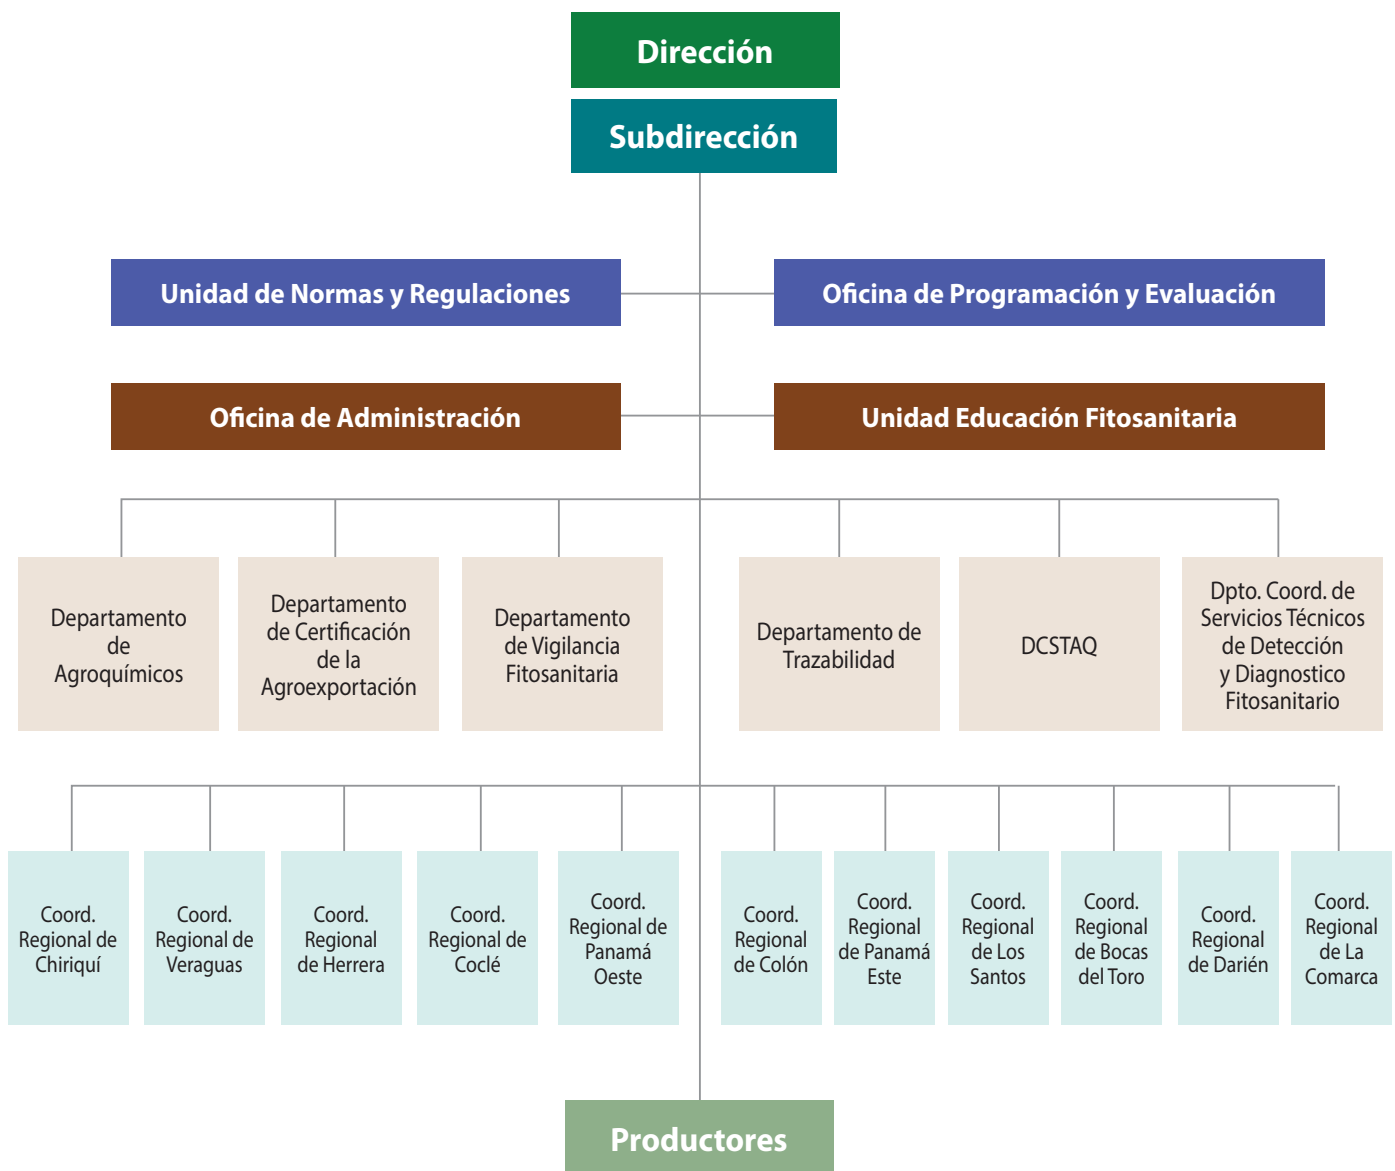 Dirección
Subdirección
Unidad de Normas y Regulaciones
Oficina de Programación y Evaluación
Oficina de Administración
Unidad Educación Fitosanitaria
Departamento
de
Agroquímicos
Departamento
de Certificación
de la
Agroexportación
Departamento
de Vigilancia
Fitosanitaria
Departamento de
Trazabilidad
DCSTAQ
Dpto. Coord. de
Servicios Técnicos
de Detección
y Diagnostico
Fitosanitario
Coord.
Regional de
Chiriquí
Coord.
Regional de
Veraguas
Coord.
Regional
de Herrera
Coord.
Regional de
Coclé
Coord.
Regional de
Panamá
Oeste
Coord.
Regional
de Colón
Coord.
Regional
de Panamá
Este
Coord.
Regional
de Los
Santos
Coord.
Regional
de Bocas
del Toro
Coord.
Regional
de Darién
Coord.
Regional
de La
Comarca
Productores